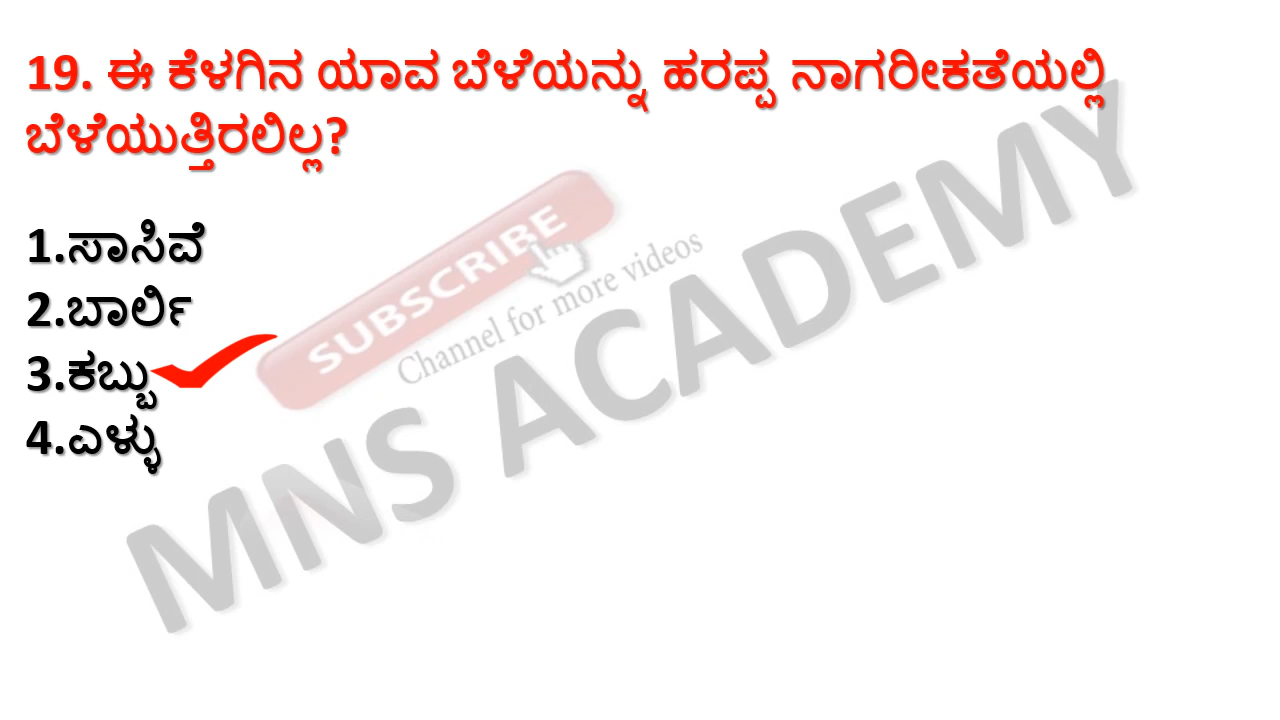 19. ಈ ಕೆಳಗಿನ ಯಾವ ಬೆಳೆಯನ್ನು ಹರಪ್ಪ ನಾಗರೀಕತೆಯಲ್ಲಿ
ಬೆಳೆಯುತ್ತಿರಲಿಲ್ಲ?
1.ಸಾಸಿವೆ
2.ಬಾರ್ಲಿ
3.ಕಬ್ಬು
4.ಎಳ್ಳು
SUBSCRIBE
Channel for more videos
MNS ACADEMY